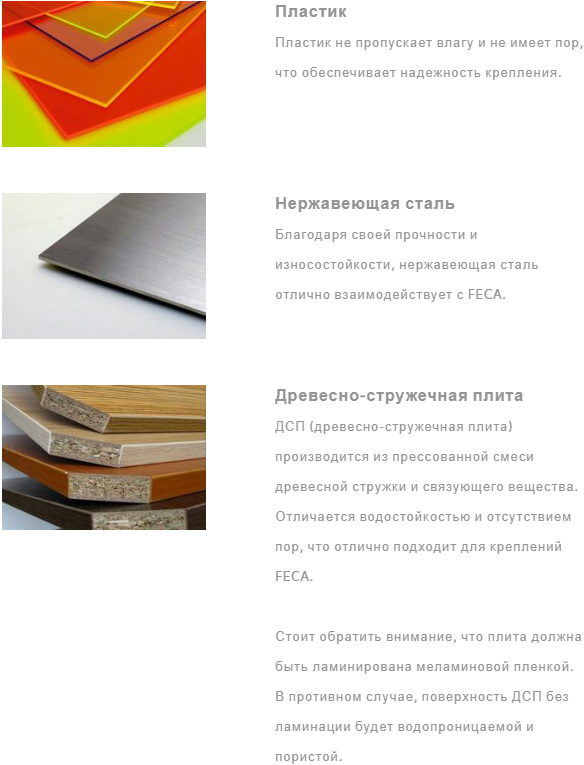 Пластик
Пластик не пропускает влагу и не имеет пор,
что обеспечивает надежность крепления.
Нержавеющая сталь
Благодаря своей прочности и
износостойкости, нержавеющая сталь
отлично взаимодействует с FECA.
Древесно-стружечная плита
ДСП (древесно-стружечная плита)
производится из прессованной смеси
древесной стружки и связующего вещества.
Отличается водостойкостью и отсутствием
пор, что отлично подходит для креплений
FECA.
Стоит обратить внимание, что плита должна
быть ламинирована меламиновой пленкой.
В противном случае, поверхность ДСП без
ламинации будет водопроницаемой и
пористой.